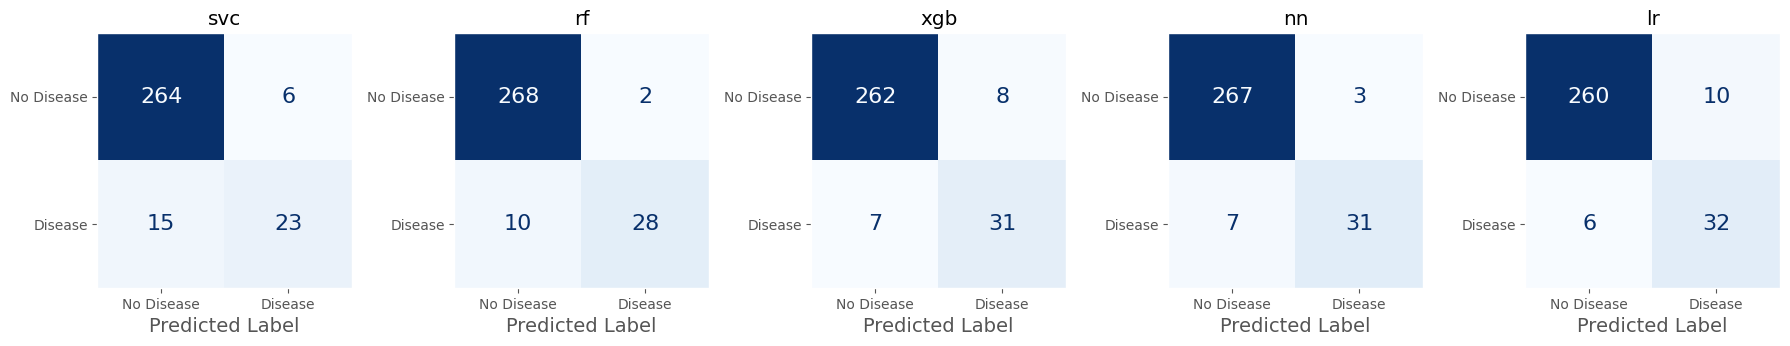 svc
No Disease
264 6
Disease
15 23
No Disease Disease
Predicted Label
rf
No Disease
268 2
Disease
10 28
No Disease Disease
Predicted Label
xgb
No Disease
262 8
Disease
7 31
No Disease Disease
Predicted Label
nn
No Disease
267 3
Disease
7 31
No Disease Disease
Predicted Label
lr
No Disease
260 10
Disease
6 32
No Disease Disease
Predicted Label